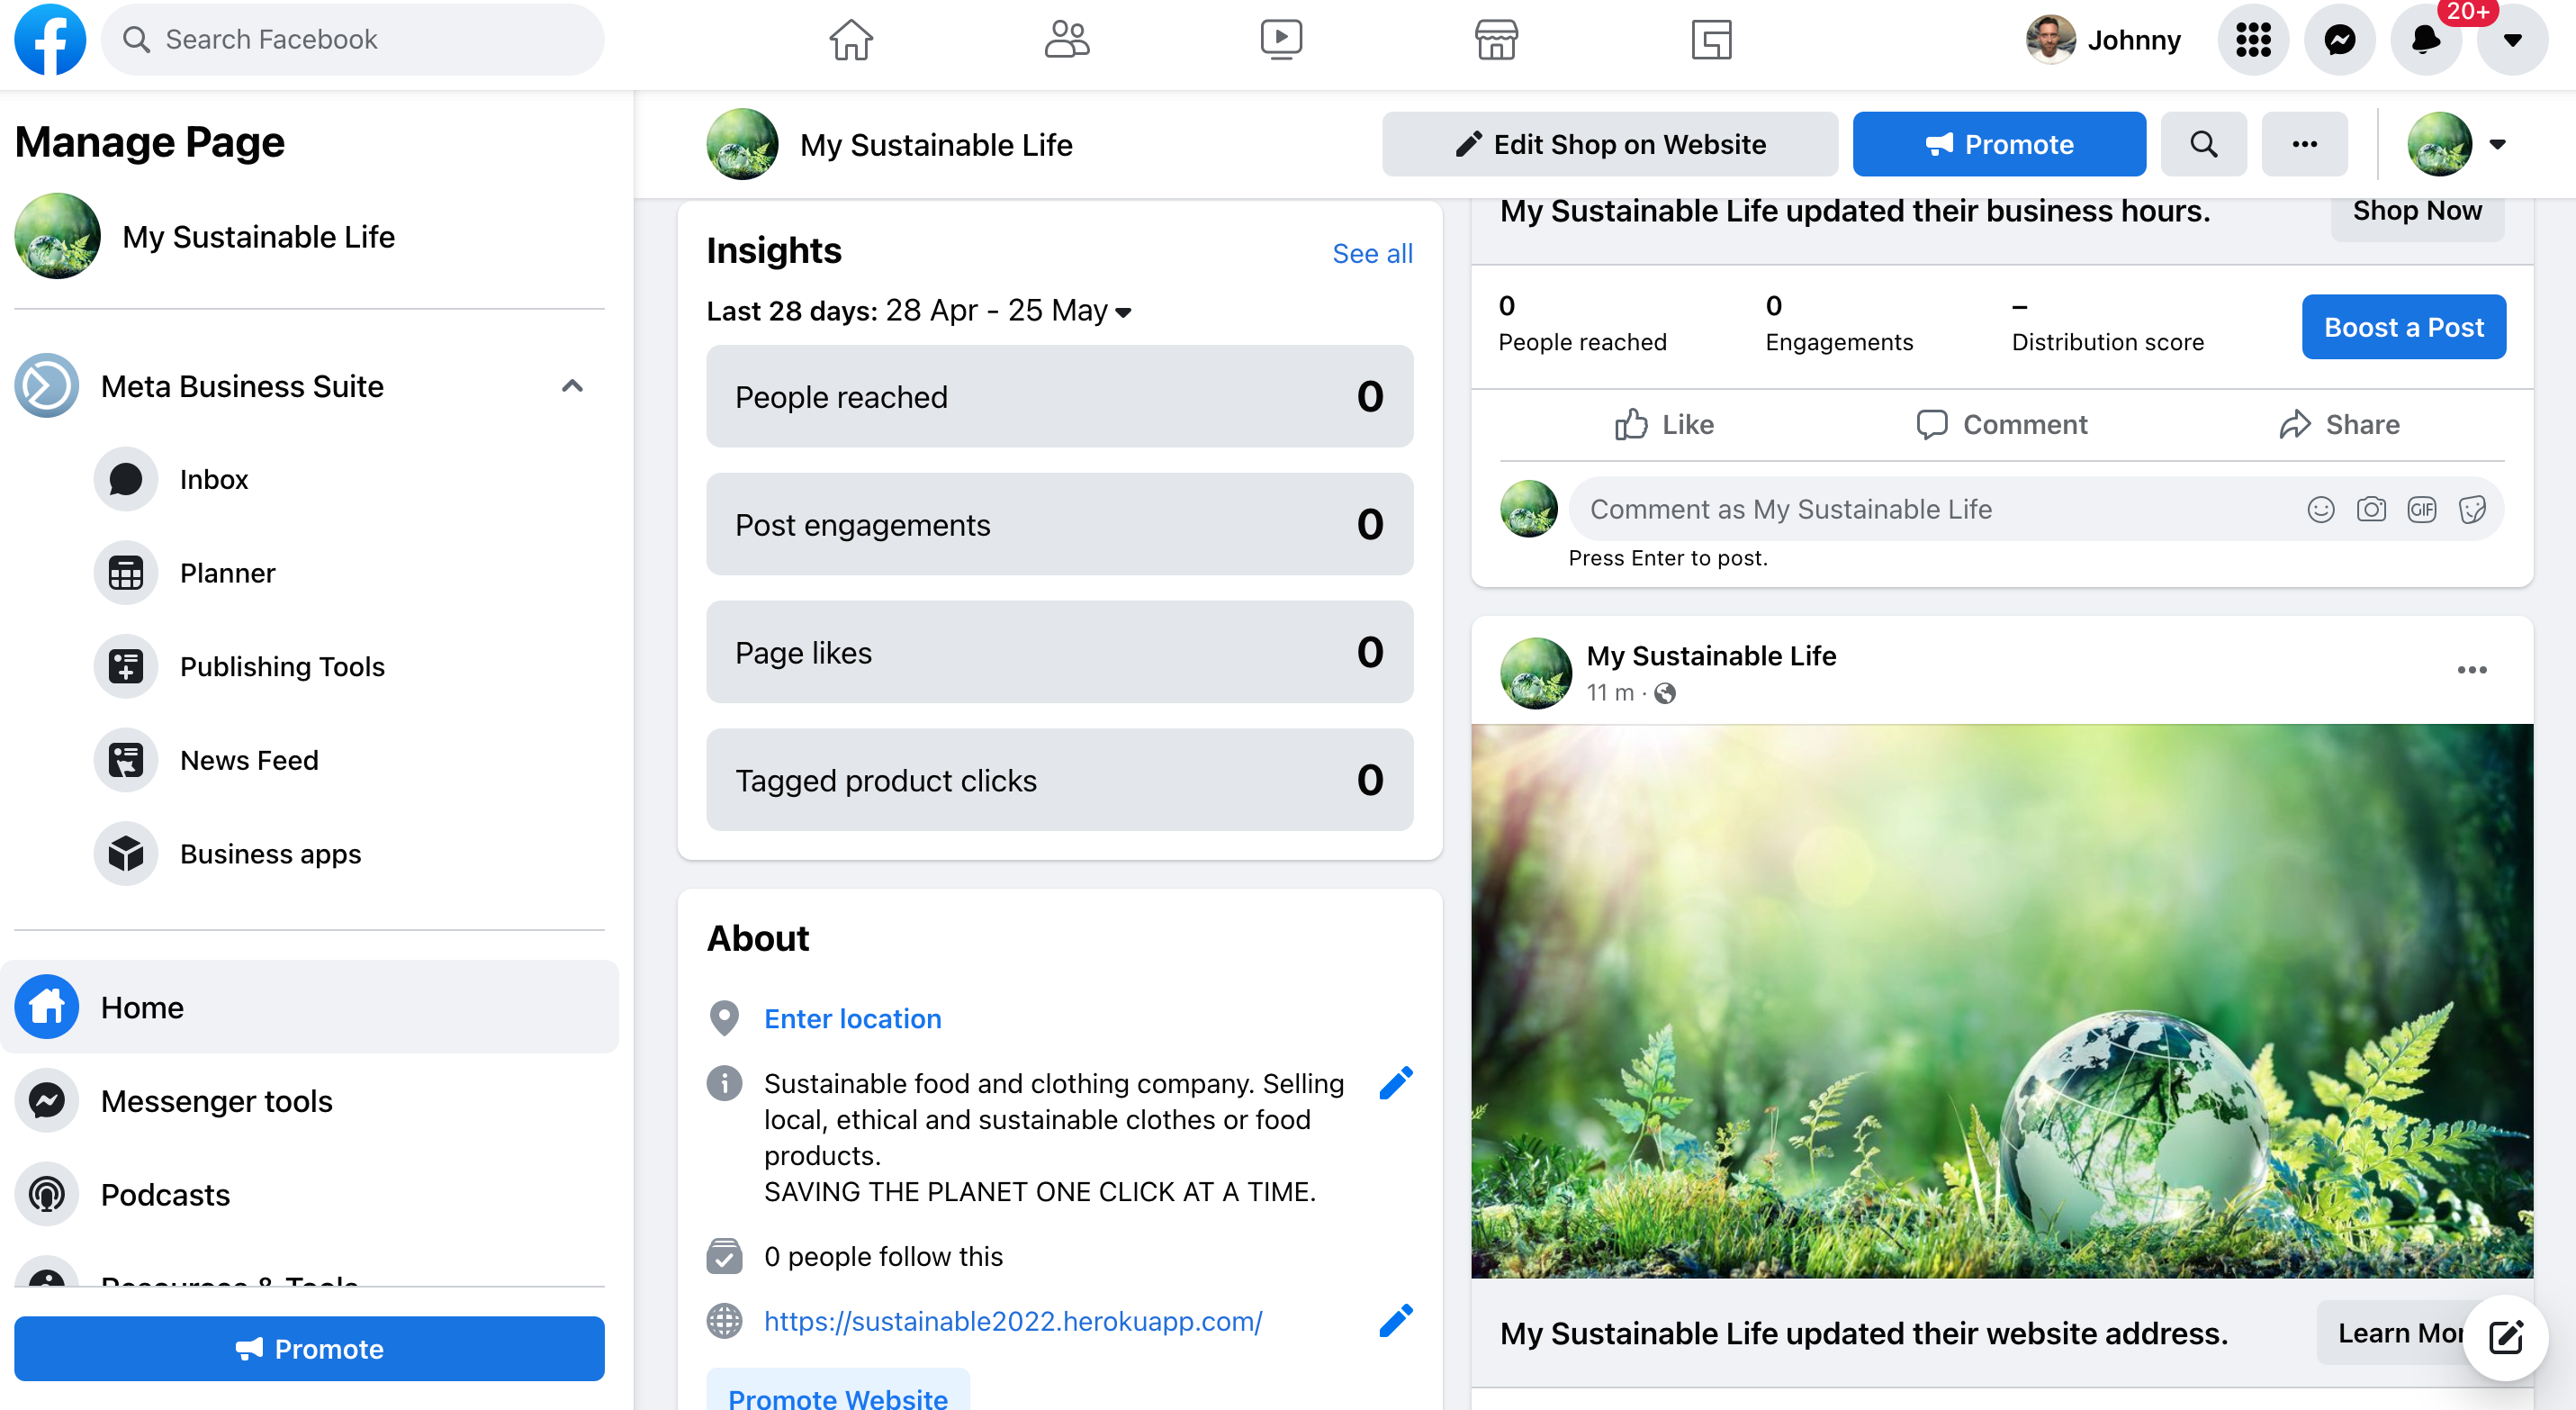 Search Facebook
Johnny
20+
Manage Page
My Sustainable Life
Meta Business Suite
Inbox
Planner
Publishing Tools
News Feed
Business apps
Home
Messenger tools
Podcasts
Resources & Tools
Promote
My Sustainable Life
Edit Shop on Website
Promote
Insights
See all
Last 28 days: 28 Apr - 25 May
People reached 0
Post engagements 0
Page likes 0
Tagged product clicks 0
About
Enter location
Sustainable food and clothing company. Selling
local, ethical and sustainable clothes or food
products.
SAVING THE PLANET ONE CLICK AT A TIME.
0 people follow this
https://sustainable2022.herokuapp.com/
Promote Website
My Sustainable Life updated their business hours.
Shop Now
0 0 –
People reached Engagements Distribution score
Boost a Post
Like Comment Share
Comment as My Sustainable Life
GIF
Press Enter to post.
My Sustainable Life
11 m ·
My Sustainable Life updated their website address.
Learn Mor